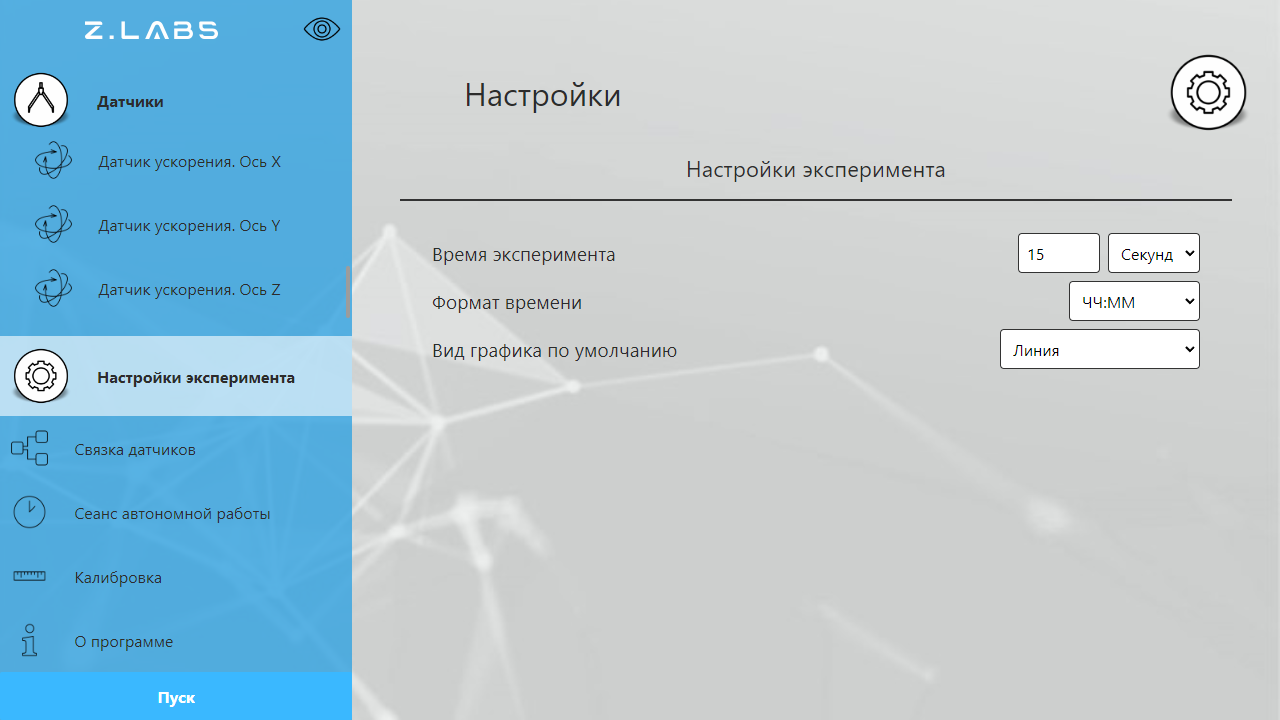 Z.LABS
Датчики
Датчик ускорения. Ось X
Датчик ускорения. Ось Y
Датчик ускорения. Ось Z
Настройки эксперимента
Связка датчиков
Сеанс автономной работы
Калибровка
О программе
Пуск
Настройки
Настройки эксперимента
Время эксперимента 15 Секунд
Формат времени ЧЧ:ММ
Вид графика по умолчанию Линия